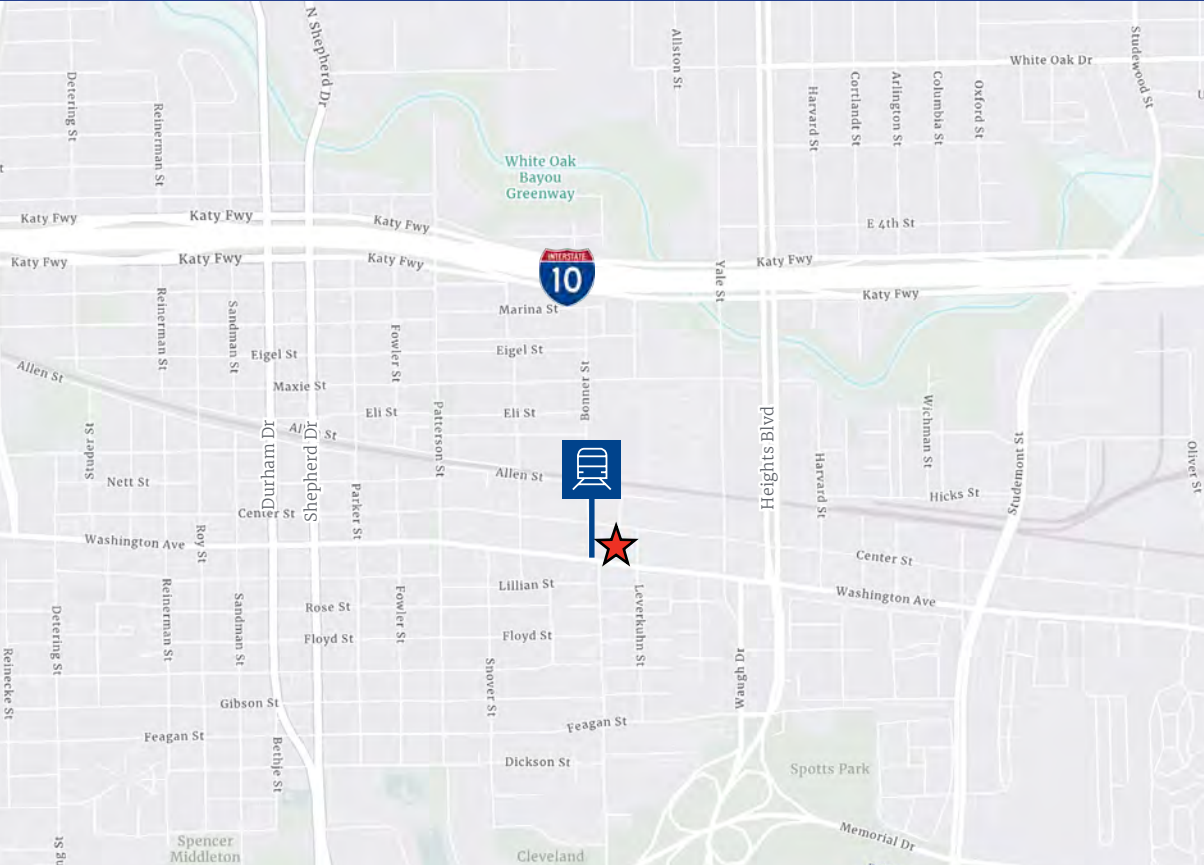 N Shepherd Dr
Allston St
Studewood St
White Oak Dr
Detering St
Reinerman St
Harvard St
Cortlandt St
Arlington St
Columbia St
Oxford St
White Oak
Bayou
Greenway
Katy Fwy
Katy Fwy
Katy Fwy
E 4th St
Katy Fwy
Katy Fwy
Katy Fwy
Katy Fwy
Yale St
INTERSTATE
10
Katy Fwy
Reinerman St
Sandman St
Marina St
Fowler St
Eigel St
Eigel St
Allen St
Maxie St
Bonner St
Eli St
Eli St
Patterson St
Wichman St
Heights Blvd
Durham Dr
Shepherd Dr
Studemont St
Stuber St
Harvard St
Oliver St
Nett St
Allen St
Hicks St
Parker St
Center St
Roy St
Washington Ave
Center St
Lillian St
Washington Ave
Reinerman St
Sandman St
Fowler St
Leverkuhn St
Rose St
Detering St
Floyd St
Floyd St
Reinecke St
Snover St
Waugh Dr
Gibson St
Feagan St
Feagan St
Bethje St
Dickson St
Spotts Park
Memorial Dr
Spencer
Middleton
Cleveland